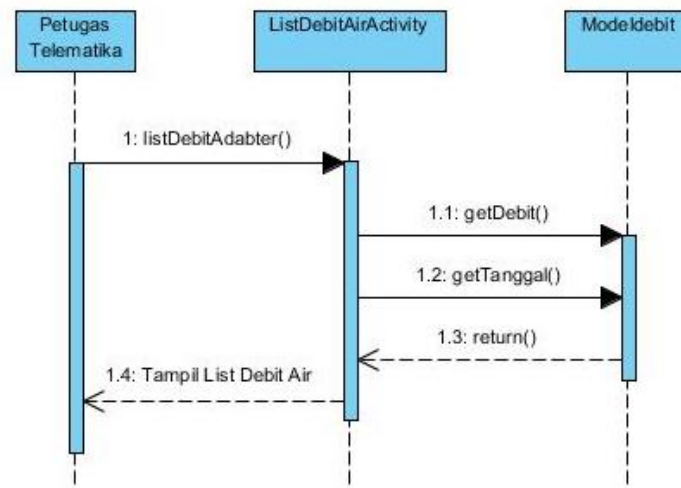 Petugas
Telematika
ListDebitAirActivity
Modeldebit
1: listDebitAdabter()
1.1: getDebit()
1.2: getTanggal()
1.3: return()
1.4: Tampil List Debit Air